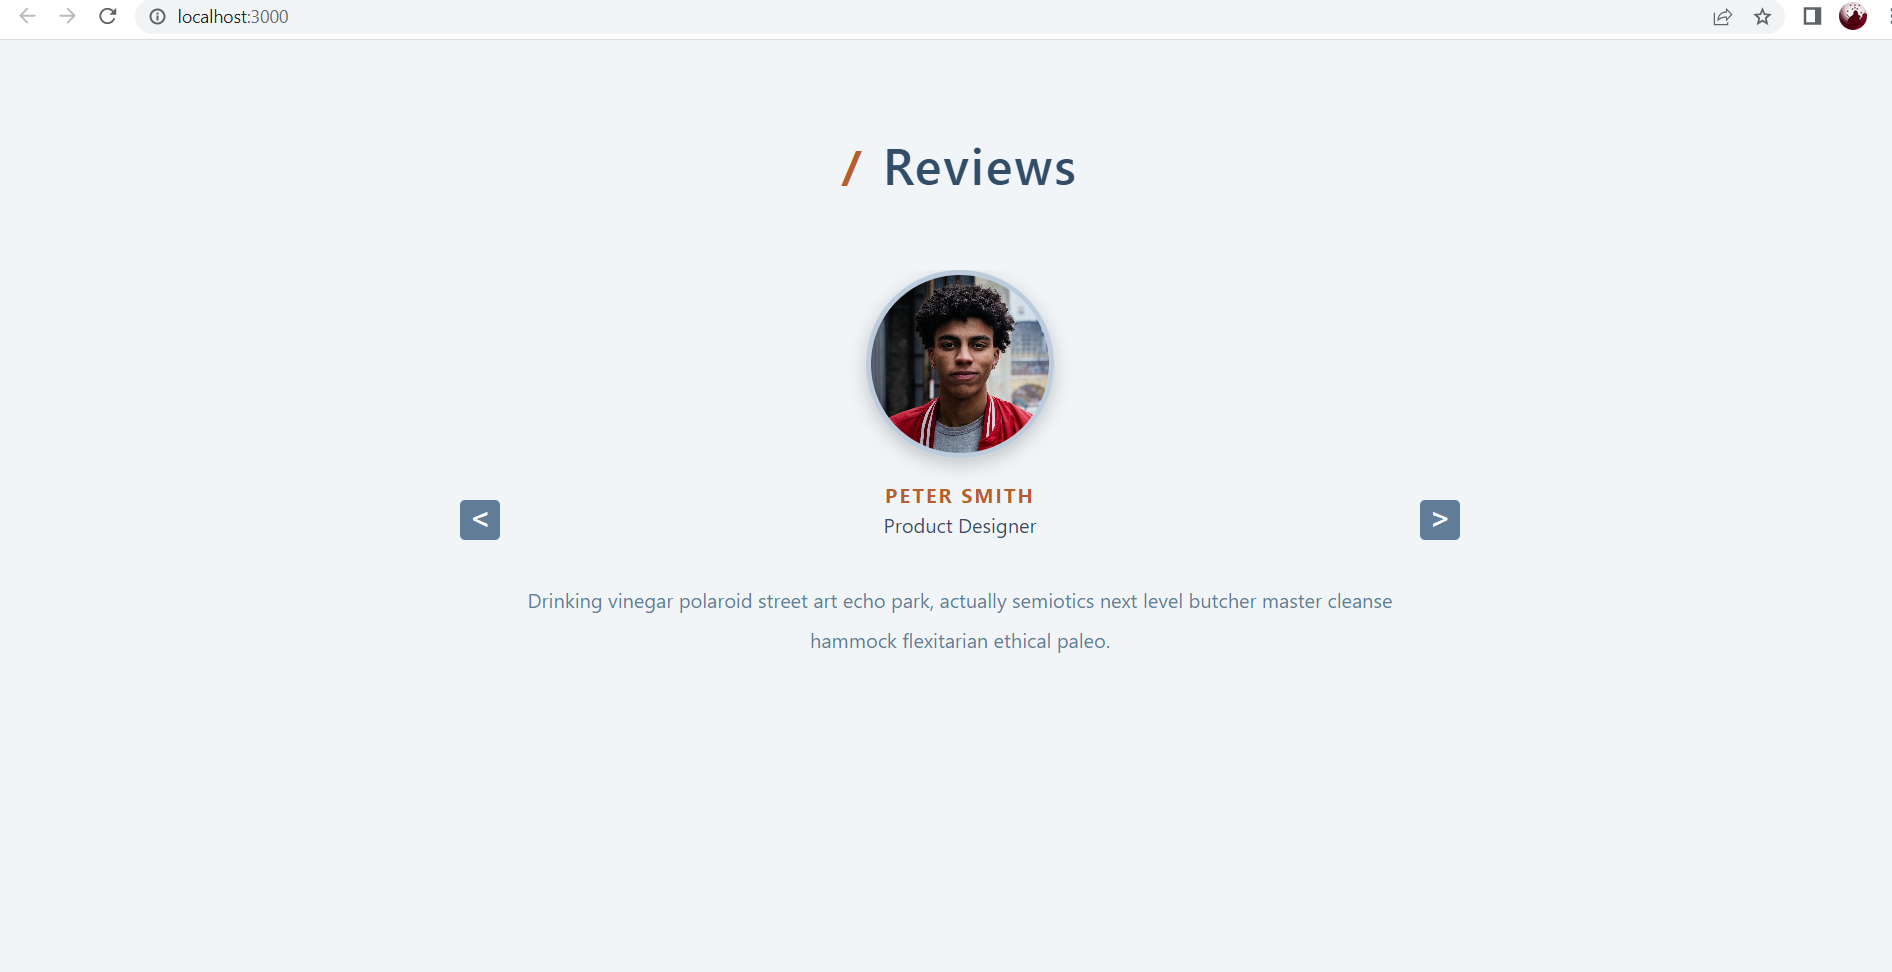 localhost:3000
/ Reviews
PETER SMITH
Product Designer
< >
Drinking vinegar polaroid street art echo park, actually semiotics next level butcher master cleanse
hammock flexitarian ethical paleo.